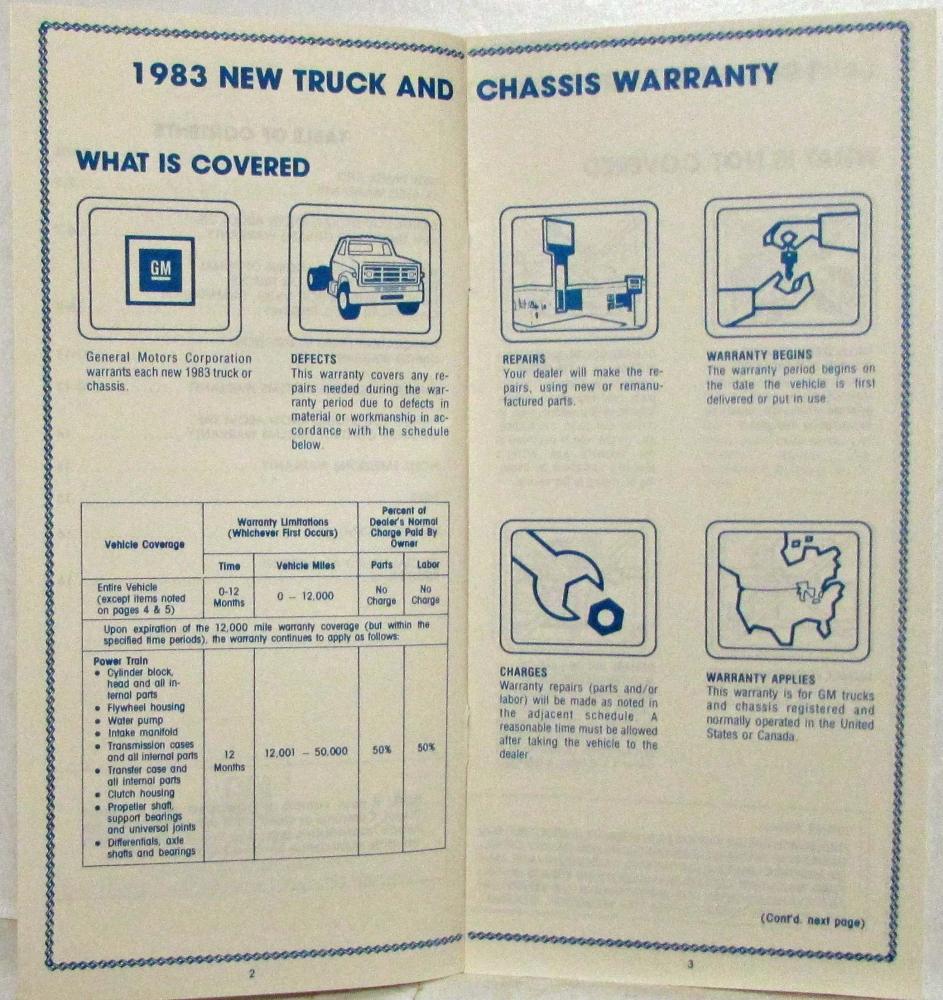 1983 NEW TRUCK AND CHASSIS WARRANTY
WHAT IS COVERED
GM
General Motors Corporation
warrants each new 1983 truck or
chassis.
DEFECTS
This warranty covers any re-
pairs needed during the war-
ranty period due to defects in
material or workmanship in ac-
cordance with the schedule
below.
Vehicle Coverage
Warranty Limitations
(Whichever First Occurs)
Percent of
Dealer's Normal
Charge Paid By
Owner
Time
Vehicle Miles
Parts
Labor
Entire Vehicle
(except items noted
on pages 4 & 5)
0-12
Months
0 – 12,000
No
Charge
No
Charge
Upon expiration of the 12,000 mile warranty coverage (but within the
specified time periods), the warranty continues to apply as follows:
Power Train
• Cylinder block,
head and all in-
ternal parts
• Flywheel housing
• Water pump
• Intake manifold
• Transmission cases
and all internal parts
• Transfer case and
all internal parts
• Clutch housing
• Propeller shaft,
support bearings
and universal joints
• Differentials, axle
shafts and bearings
12
Months
12,001 – 50,000
50%
50%
2
REPAIRS
Your dealer will make the re-
pairs, using new or remanu-
factured parts.
WARRANTY BEGINS
The warranty period begins on
the date the vehicle is first
delivered or put in use.
CHARGES
Warranty repairs (parts and/or
labor) will be made as noted in
the adjacent schedule. A
reasonable time must be allowed
after taking the vehicle to the
dealer.
WARRANTY APPLIES
This warranty is for GM trucks
and chassis registered and
normally operated in the United
States or Canada.
(Cont'd. next page)
3